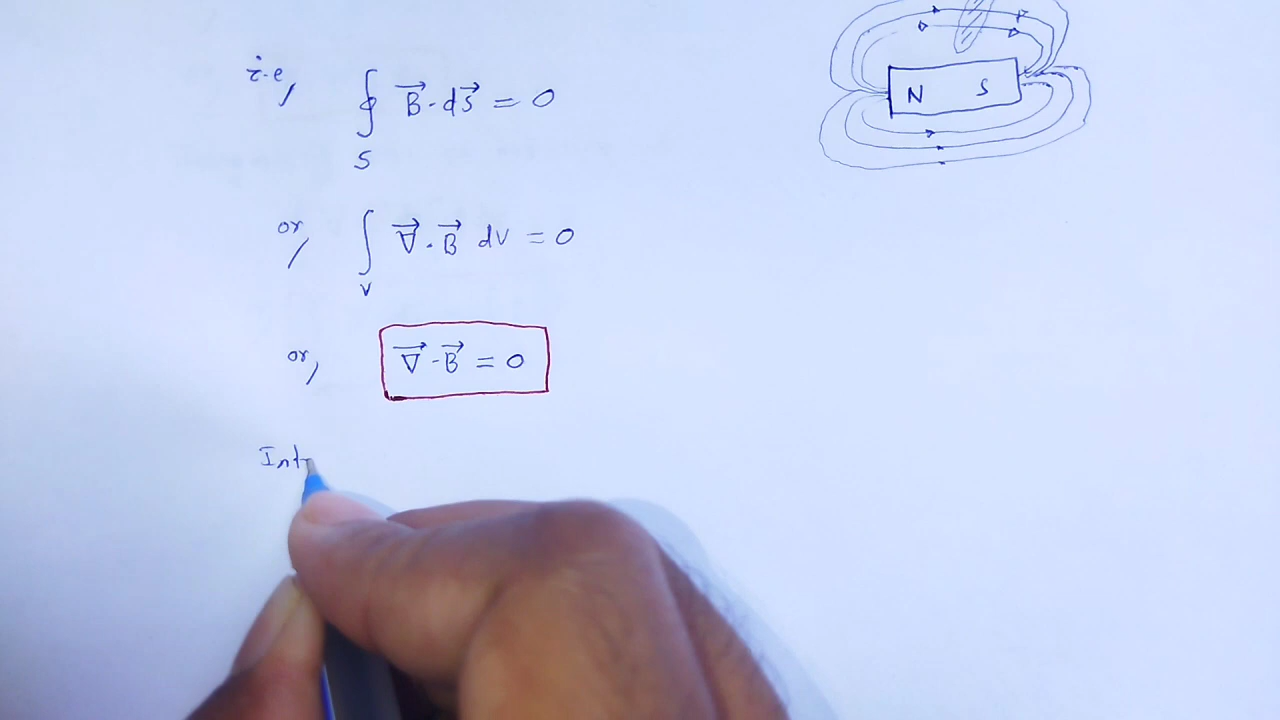 i.e, ∮ B⃗·dS⃗ = 0
S
N S
or, ∫ ∇⃗·B⃗ dv = 0
v
or, ∇⃗·B⃗ = 0
Int